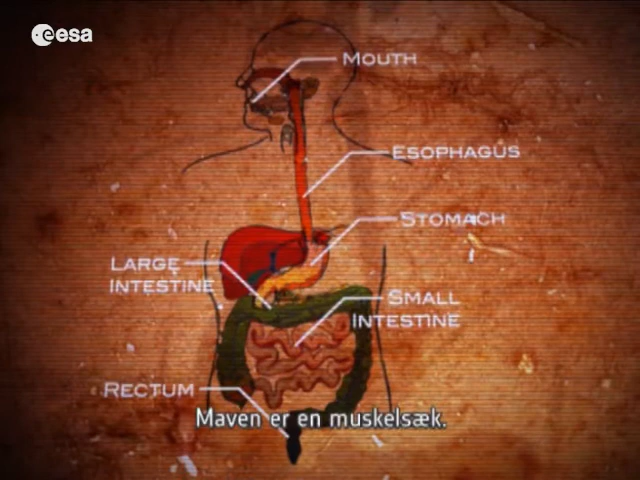 esa
MOUTH
ESOPHAGUS
STOMACH
LARGE
INTESTINE
SMALL
INTESTINE
RECTUM
Maven er en muskelsæk.